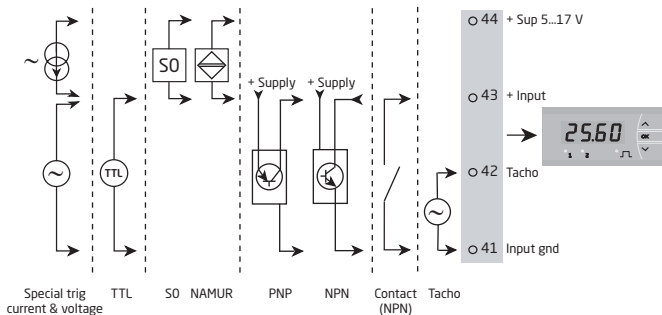 44 + Sup 5...17 V
S0
+ Supply + Supply
43 + Input
25.60
OK
1 2
TTL
42 Tacho
41 Input gnd
Special trig current & voltage
TTL
S0 NAMUR
PNP
NPN
Contact (NPN)
Tacho